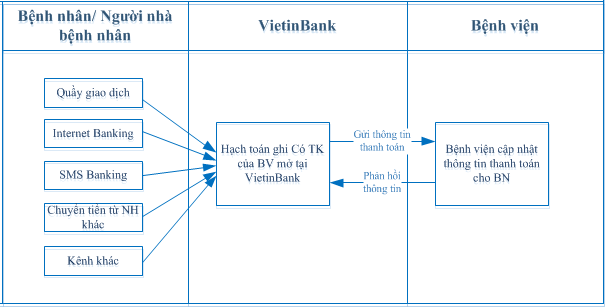 Bệnh nhân/ Người nhà
bệnh nhân
VietinBank
Bệnh viện
Quầy giao dịch
Internet Banking
SMS Banking
Chuyển tiền từ NH
khác
Kênh khác
Hạch toán ghi Có TK
của BV mở tại
VietinBank
Gửi thông tin
thanh toán
Phản hồi
thông tin
Bệnh viện cập nhật
thông tin thanh toán
cho BN